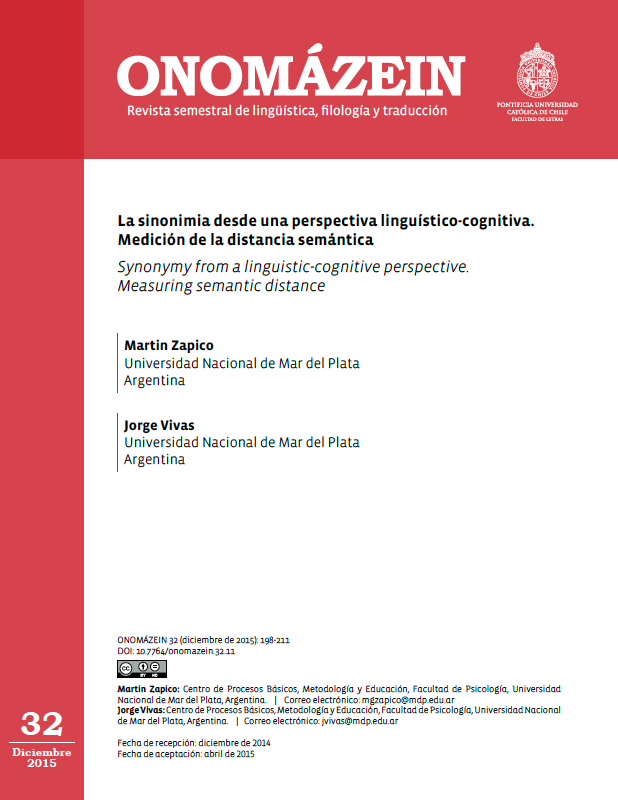 ONOMÁZEIN
Revista semestral de lingüística, filología y traducción
PONTIFICIA UNIVERSIDAD
CATÓLICA DE CHILE
FACULTAD DE LETRAS
La sinonimia desde una perspectiva linguístico-cognitiva.
Medición de la distancia semántica
Synonymy from a linguistic-cognitive perspective.
Measuring semantic distance
Martin Zapico
Universidad Nacional de Mar del Plata
Argentina
Jorge Vivas
Universidad Nacional de Mar del Plata
Argentina
ONOMÁZEIN 32 (diciembre de 2015): 198-211
DOI: 10.7764/onomazein.32.11
cc BY ND
Martin Zapico: Centro de Procesos Básicos, Metodología y Educación, Facultad de Psicología, Universidad
Nacional de Mar del Plata, Argentina. | Correo electrónico: mgzapico@mdp.edu.ar
Jorge Vivas: Centro de Procesos Básicos, Metodología y Educación, Facultad de Psicología, Universidad Nacional
de Mar del Plata, Argentina. | Correo electrónico: jvivas@mdp.edu.ar
Fecha de recepción: diciembre de 2014
Fecha de aceptación: abril de 2015
32
Diciembre
2015